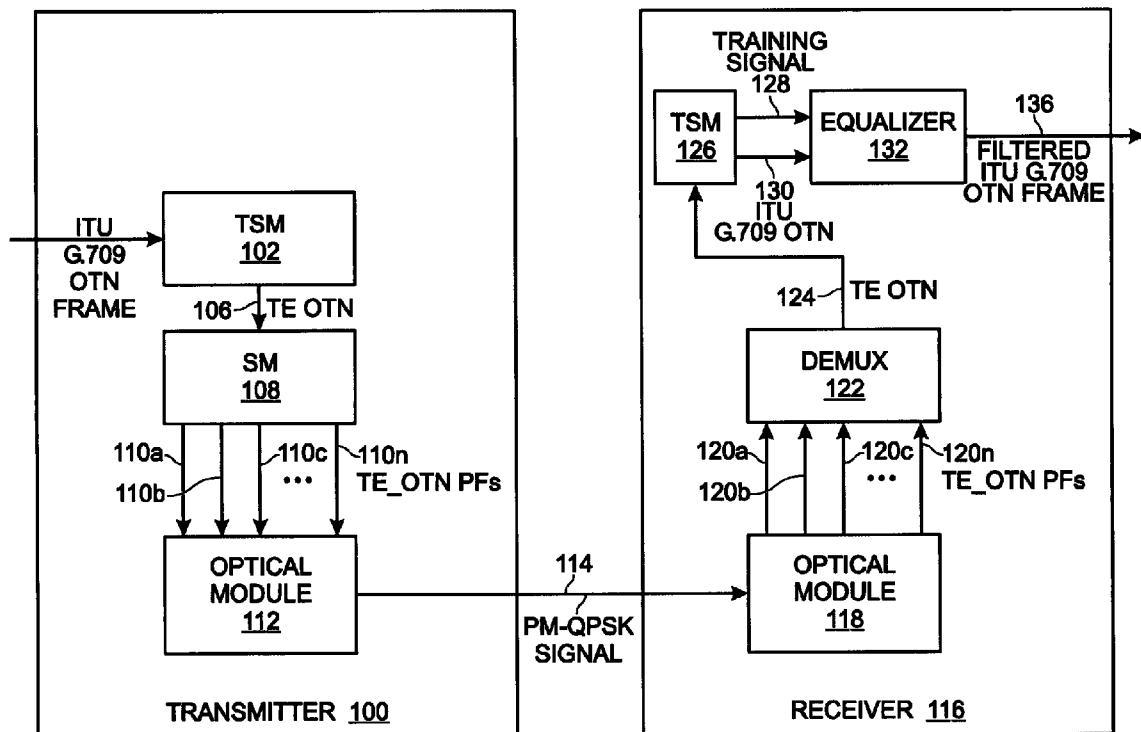 ITU
G.709
OTN
FRAME
TSM
102
106
TE OTN
SM
108
110a
110b
110c
110n
...
TE_OTN PFs
OPTICAL
MODULE
112
TRANSMITTER 100
114
PM-QPSK
SIGNAL
TRAINING
SIGNAL
128
TSM
126
EQUALIZER
132
136
FILTERED
ITU G.709
OTN FRAME
130
ITU
G.709 OTN
124
TE OTN
DEMUX
122
120a
120b
120c
120n
...
TE_OTN PFs
OPTICAL
MODULE
118
RECEIVER 116